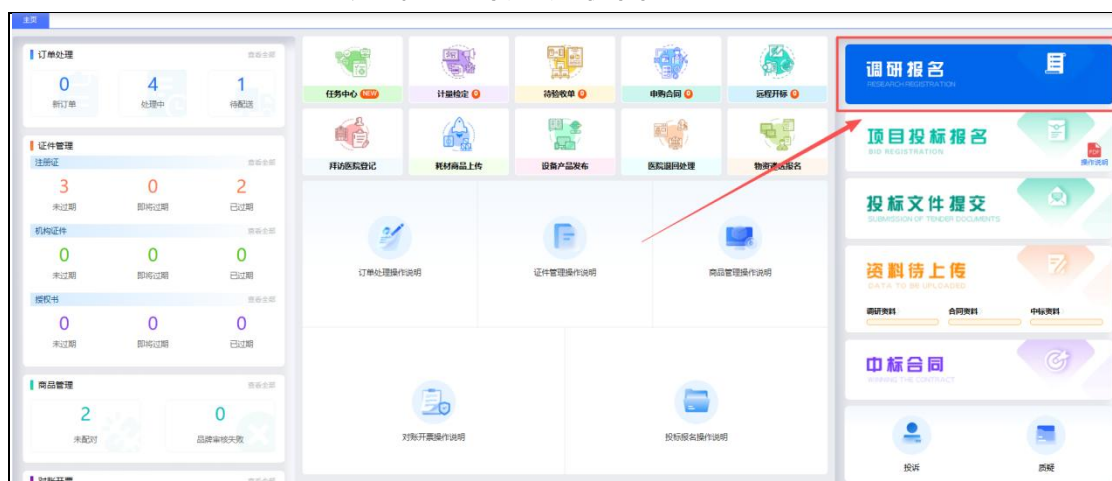 主页
订单处理
查看全部
0 4 1
新订单 处理中 待配送
证件管理
注册证 查看全部
3 0 2
未过期 即将过期 已过期
机构证件 查看全部
0 0 0
未过期 即将过期 已过期
授权书 查看全部
0 0 0
未过期 即将过期 已过期
商品管理 查看全部
2 0
未配对 品牌审核失败
对账开票
任务中心 NEW 计量检定 0 待验收单 0 申购合同 0 远程开标 0
拜访医院登记 耗材商品上传 设备产品发布 医院退回处理 物资遴选报名
订单处理操作说明 证件管理操作说明 商品管理操作说明
对账开票操作说明 投标报名操作说明
调研报名
RESEARCH REGISTRATION
项目投标报名
BID REGISTRATION
PDF
操作说明
投标文件提交
SUBMISSION OF TENDER DOCUMENTS
资料待上传
DATA TO BE UPLOADED
调研资料 合同资料 中标资料
中标合同
WINNING THE CONTRACT
投诉 质疑